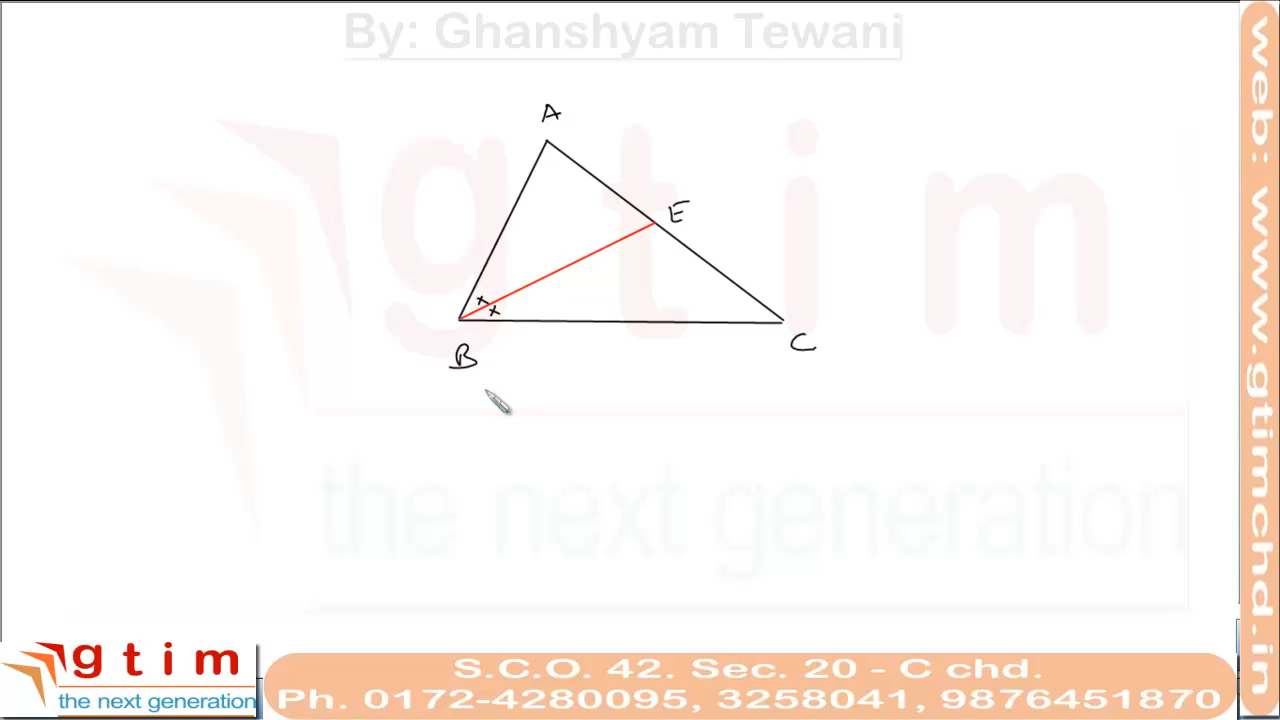 By: Ghanshyam Tewani
A
E
x
x
B
C
gtim
the next generation
gtim
the next generation
S.C.O. 42. Sec. 20 - C chd.
Ph. 0172-4280095, 3258041, 9876451870
web: www.gtimchd.in